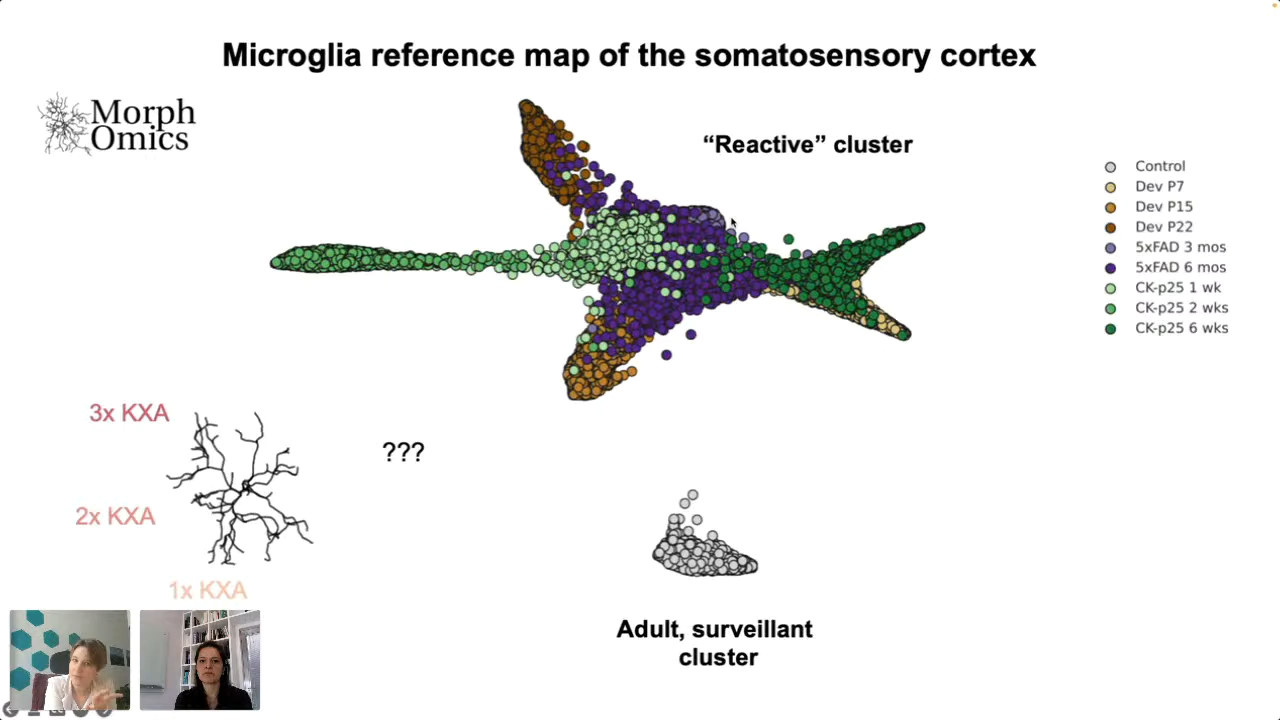 Microglia reference map of the somatosensory cortex
Morph
Omics
“Reactive” cluster
Control
Dev P7
Dev P15
Dev P22
5xFAD 3 mos
5xFAD 6 mos
CK-p25 1 wk
CK-p25 2 wks
CK-p25 6 wks
3x KXA
???
2x KXA
1x KXA
Adult, surveillant
cluster